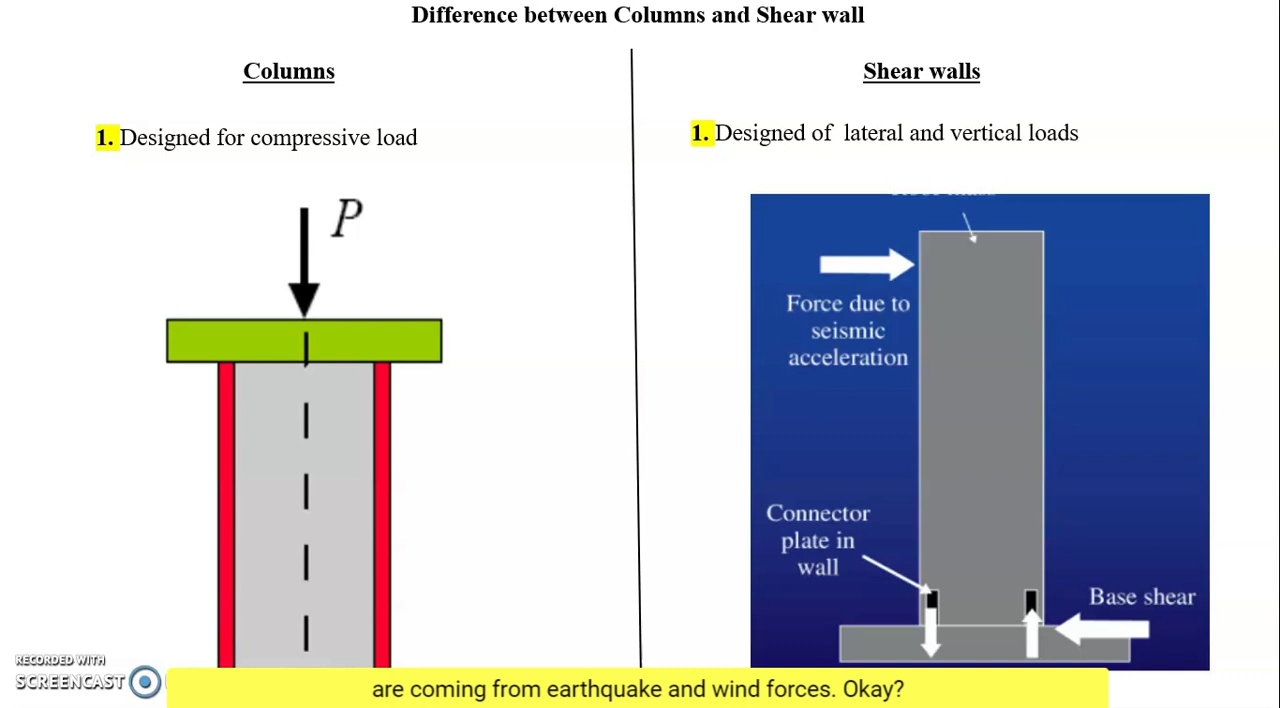 Difference between Columns and Shear wall
Columns
1. Designed for compressive load
P
Shear walls
1. Designed of lateral and vertical loads
Force due to
seismic
acceleration
Connector
plate in
wall
Base shear
RECORDED WITH
SCREENCAST
are coming from earthquake and wind forces. Okay?